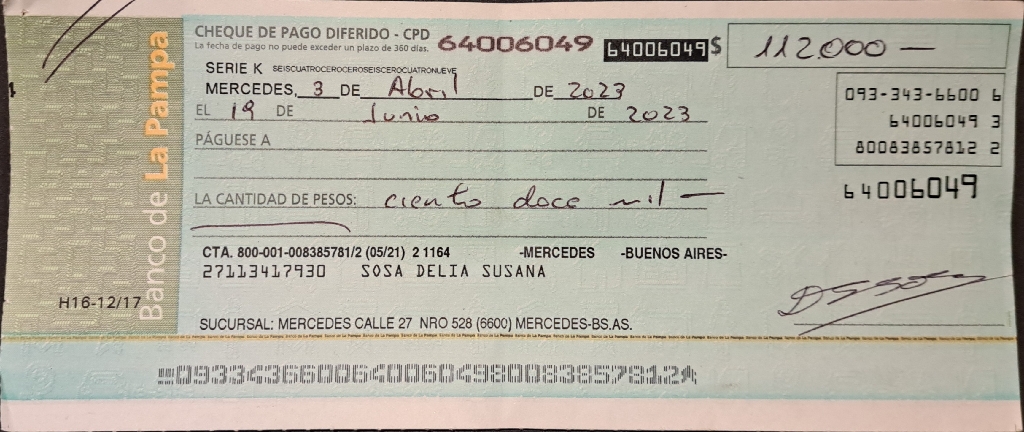 Banco de La Pampa
H16-12/17
CHEQUE DE PAGO DIFERIDO - CPD 64006049 64006049 $ 112.000 —
La fecha de pago no puede exceder un plazo de 360 días.
SERIE K SEISCUATROCEROCEROSEISCEROCUATRONUEVE
MERCEDES, 3 DE Abril DE 2023
EL 19 DE Junio DE 2023
093-343-6600 6
64006049 3
80083857812 2
PÁGUESE A
64006049
LA CANTIDAD DE PESOS: ciento doce mil —
CTA. 800-001-008385781/2 (05/21) 2 1164 -MERCEDES -BUENOS AIRES-
27113417930 SOSA DELIA SUSANA
SUCURSAL: MERCEDES CALLE 27 NRO 528 (6600) MERCEDES-BS.AS.
09334366006400604980083857812